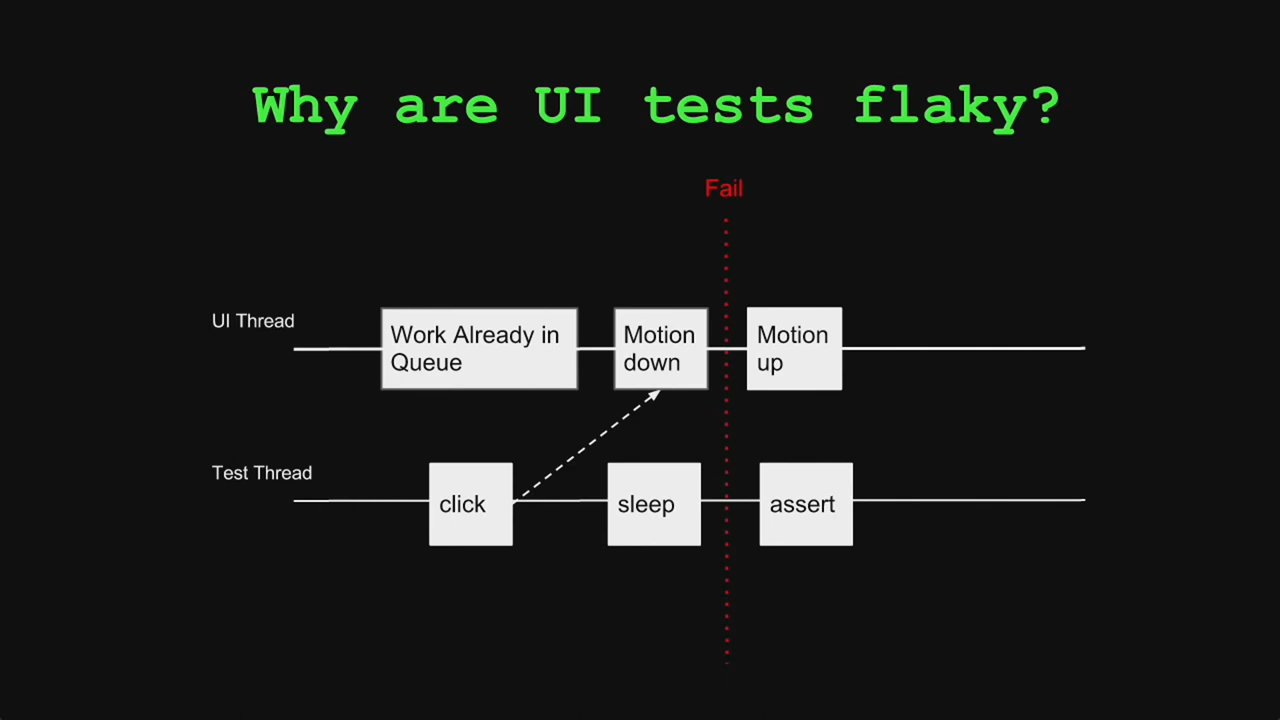 Why are UI tests flaky?
Fail
UI Thread
Work Already in
Queue
Motion
down
Motion
up
Test Thread
click
sleep
assert